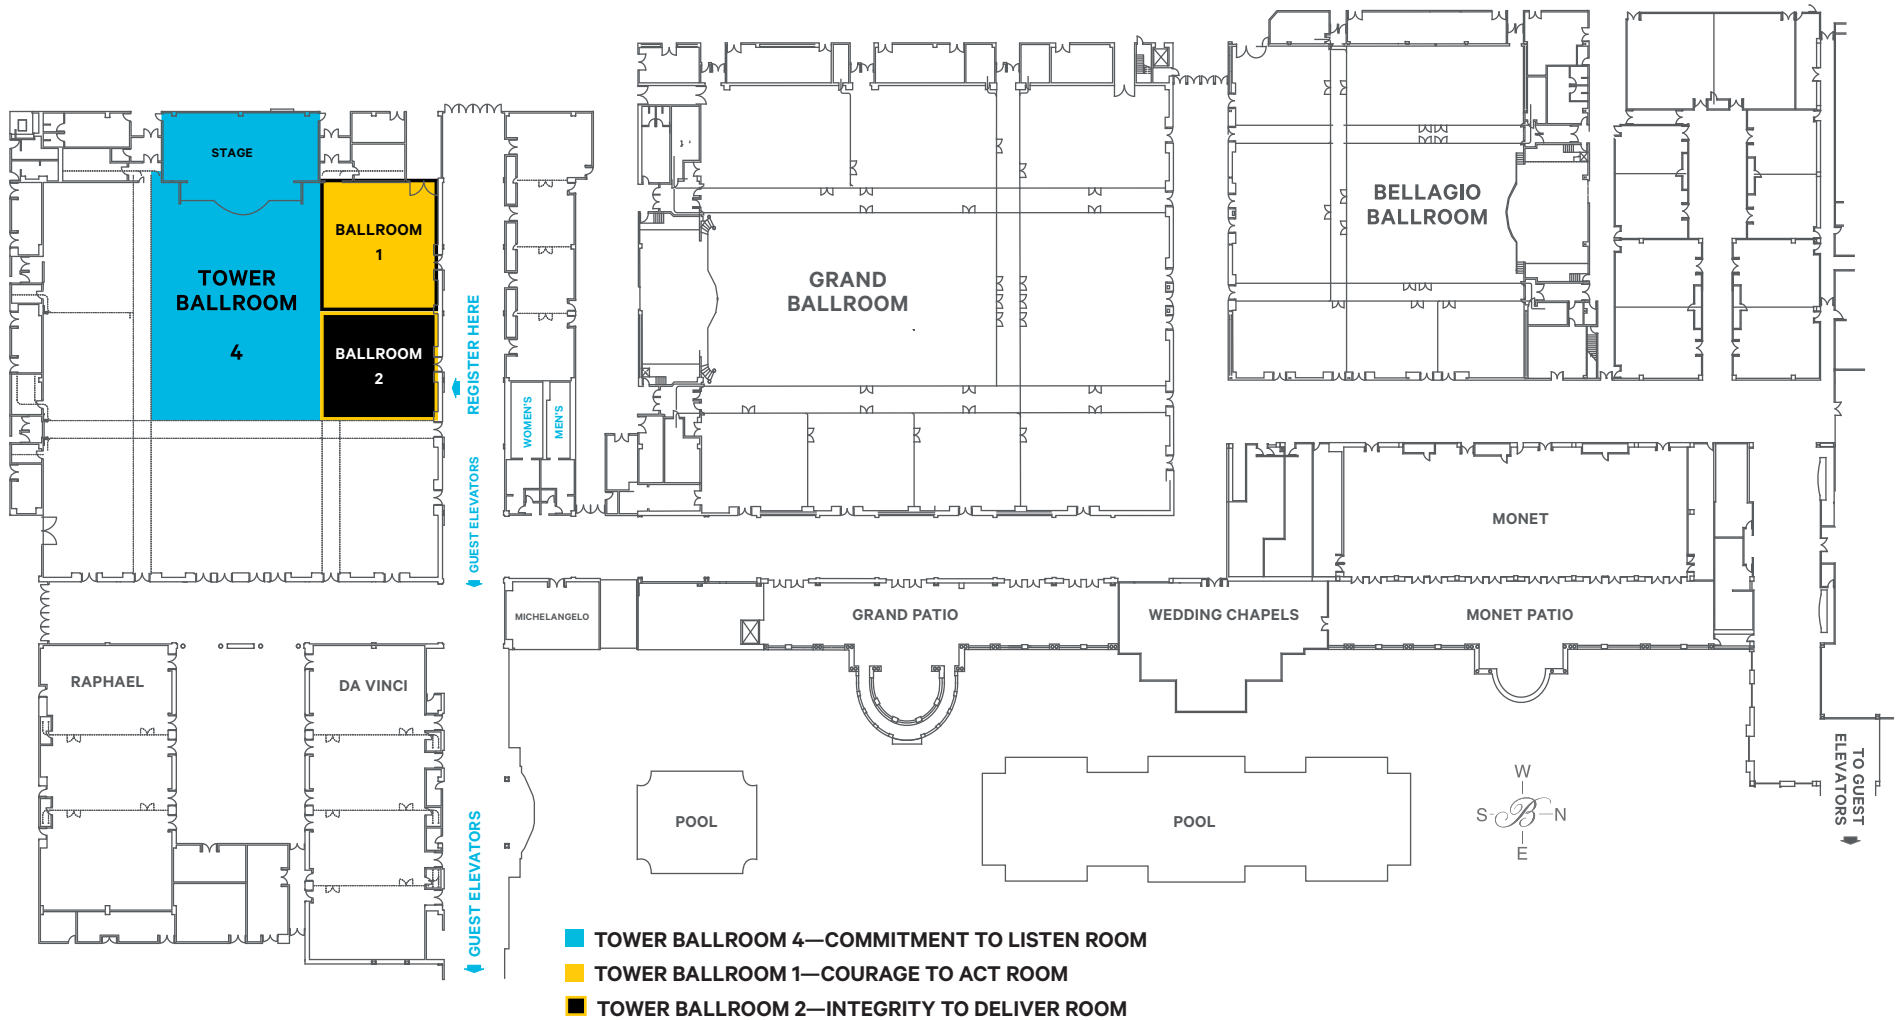 STAGE
BALLROOM
1
TOWER
BALLROOM
4
BALLROOM
2
REGISTER HERE
GUEST ELEVATORS
WOMEN'S
MEN'S
GRAND
BALLROOM
BELLAGIO
BALLROOM
MONET
MICHELANGELO
GRAND PATIO
WEDDING CHAPELS
MONET PATIO
RAPHAEL
DA VINCI
GUEST ELEVATORS
POOL
POOL
W
S B N
E
TO GUEST
ELEVATORS
TOWER BALLROOM 4—COMMITMENT TO LISTEN ROOM
TOWER BALLROOM 1—COURAGE TO ACT ROOM
TOWER BALLROOM 2—INTEGRITY TO DELIVER ROOM